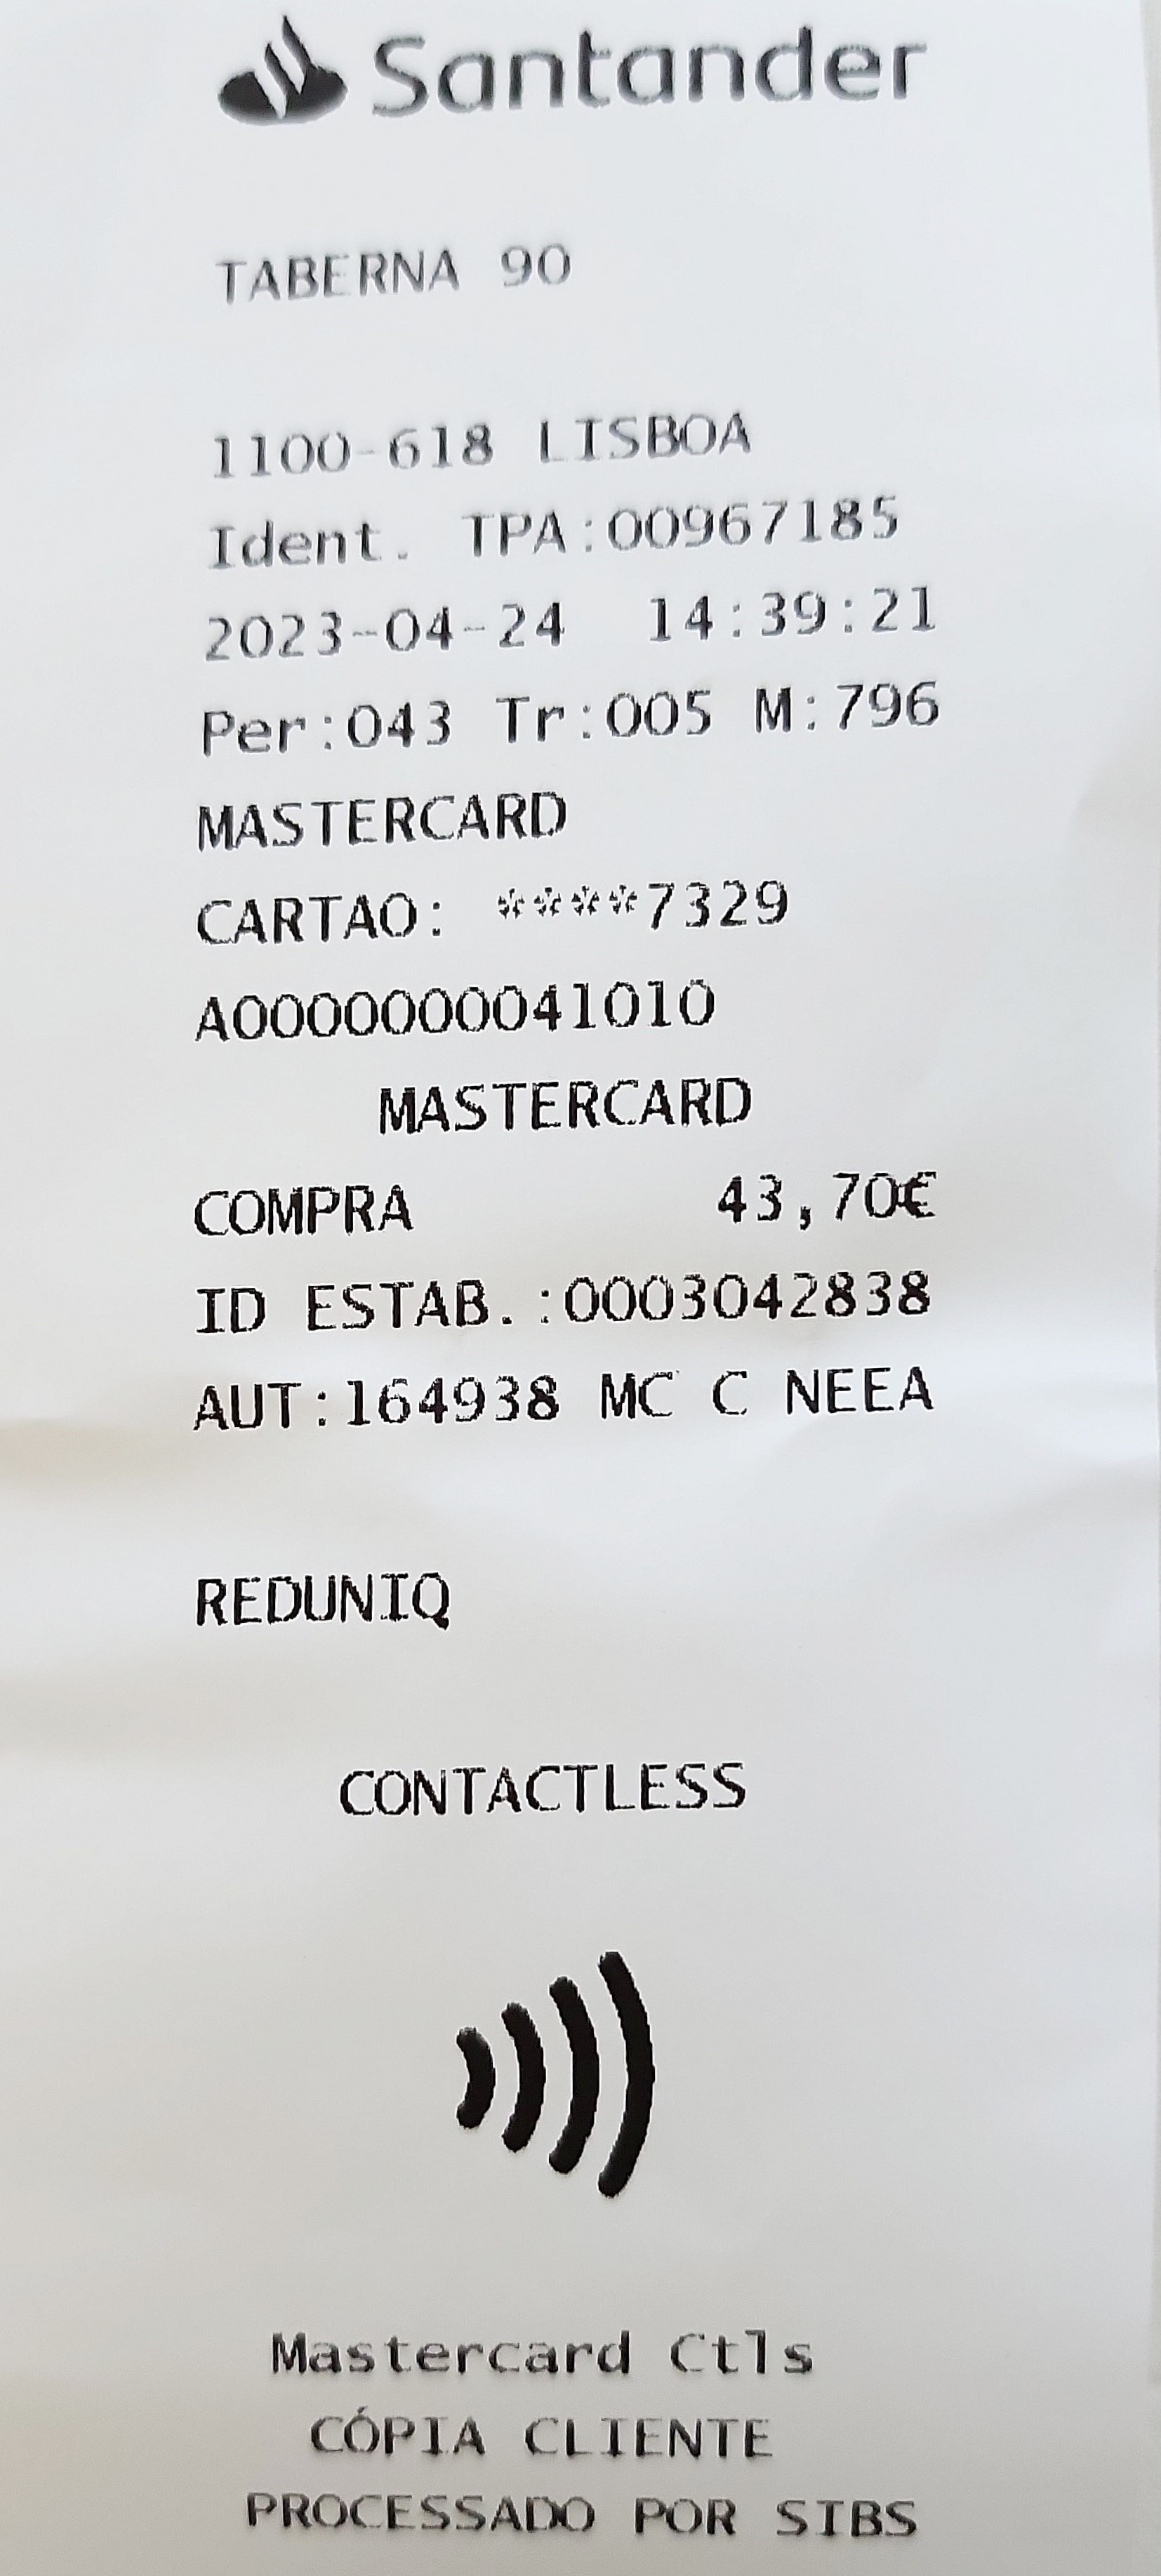 Santander
TABERNA 90
1100-618 LISBOA
Ident. TPA:00967185
2023-04-24 14:39:21
Per:043 Tr:005 M:796
MASTERCARD
CARTAO: ****7329
A0000000041010
MASTERCARD
COMPRA 43,70€
ID ESTAB.:0003042838
AUT:164938 MC C NEEA
REDUNIQ
CONTACTLESS
Mastercard Ctls
CÓPIA CLIENTE
PROCESSADO POR SIBS